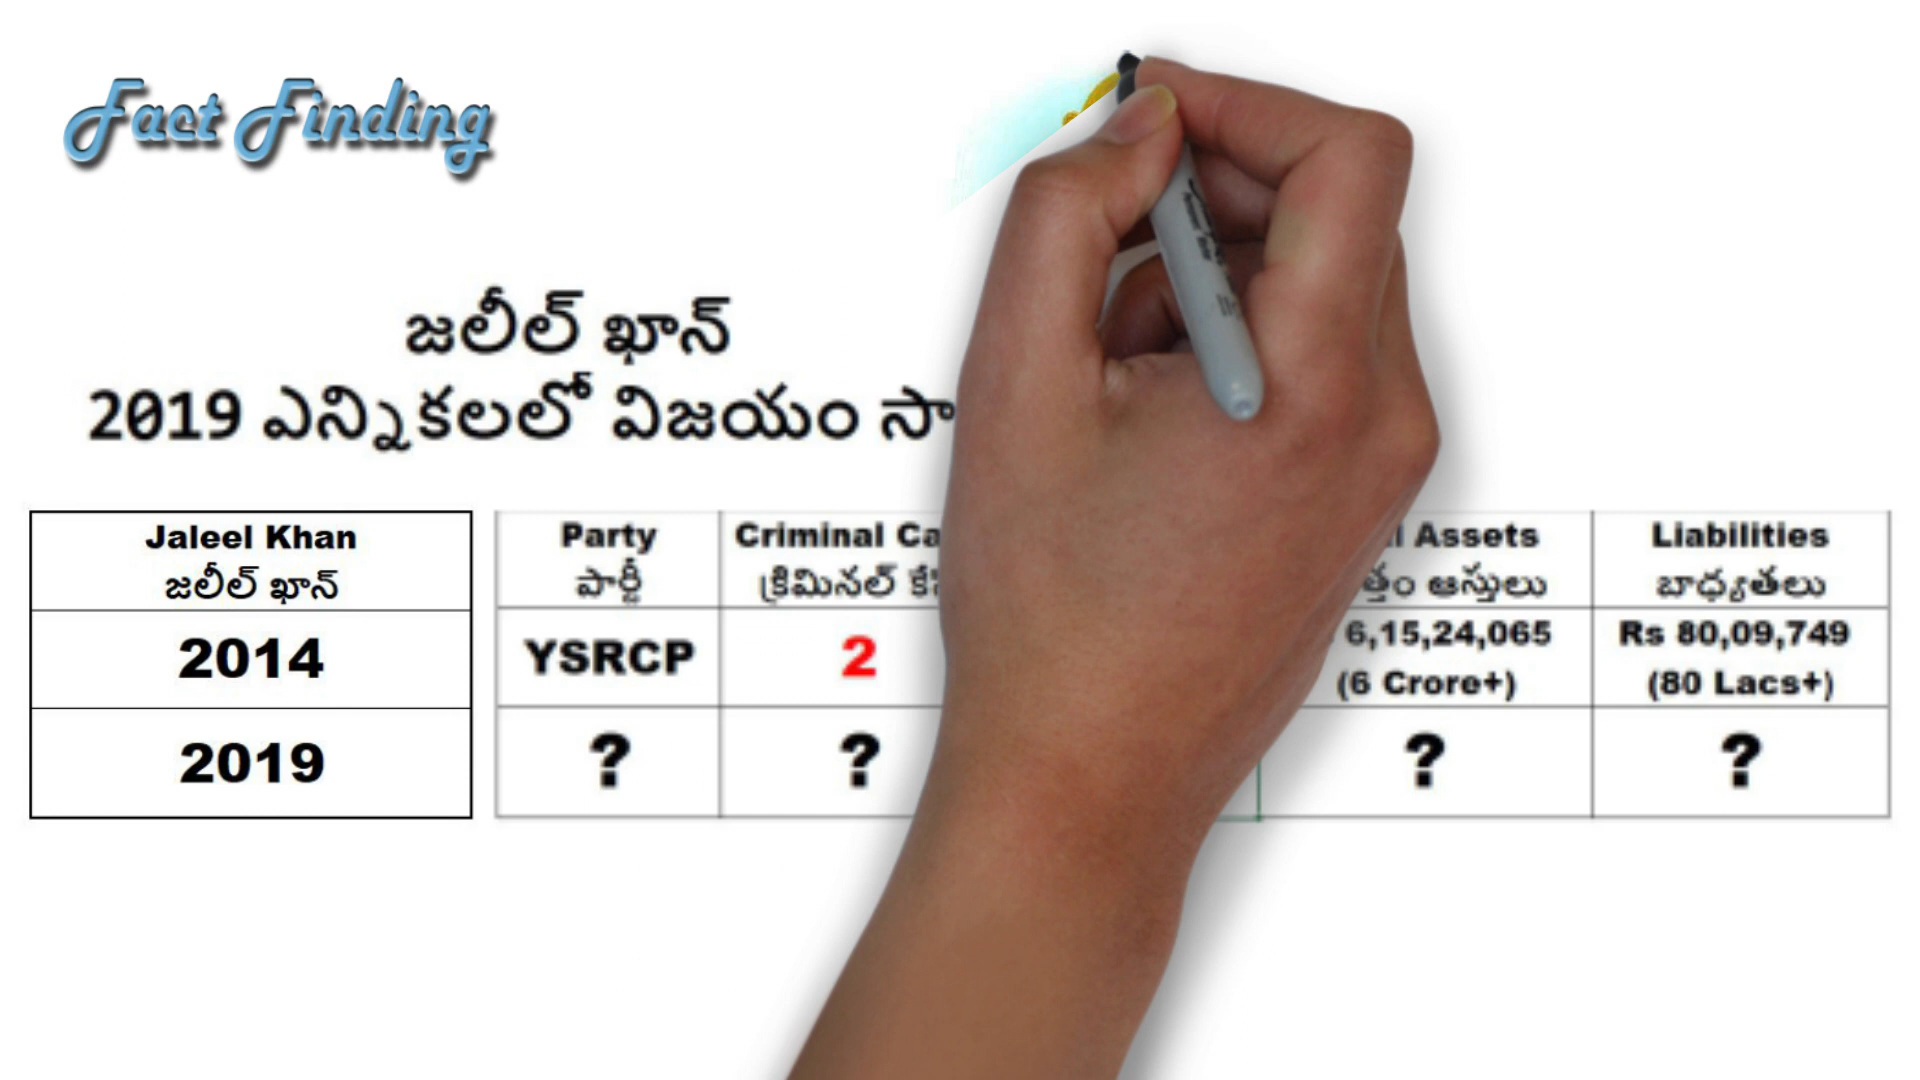 Fact Finding
జలీల్ ఖాన్
2019 ఎన్నికలలో విజయం
Jaleel Khan
జలీల్ ఖాన్
2014
2019
Party Criminal Assets Liabilities
పార్టీ క్రిమినల్ ఆస్తులు బాధ్యతలు
YSRCP 2 6,15,24,065 Rs 80,09,749
(6 Crore+) (80 Lacs+)
? ? ? ?